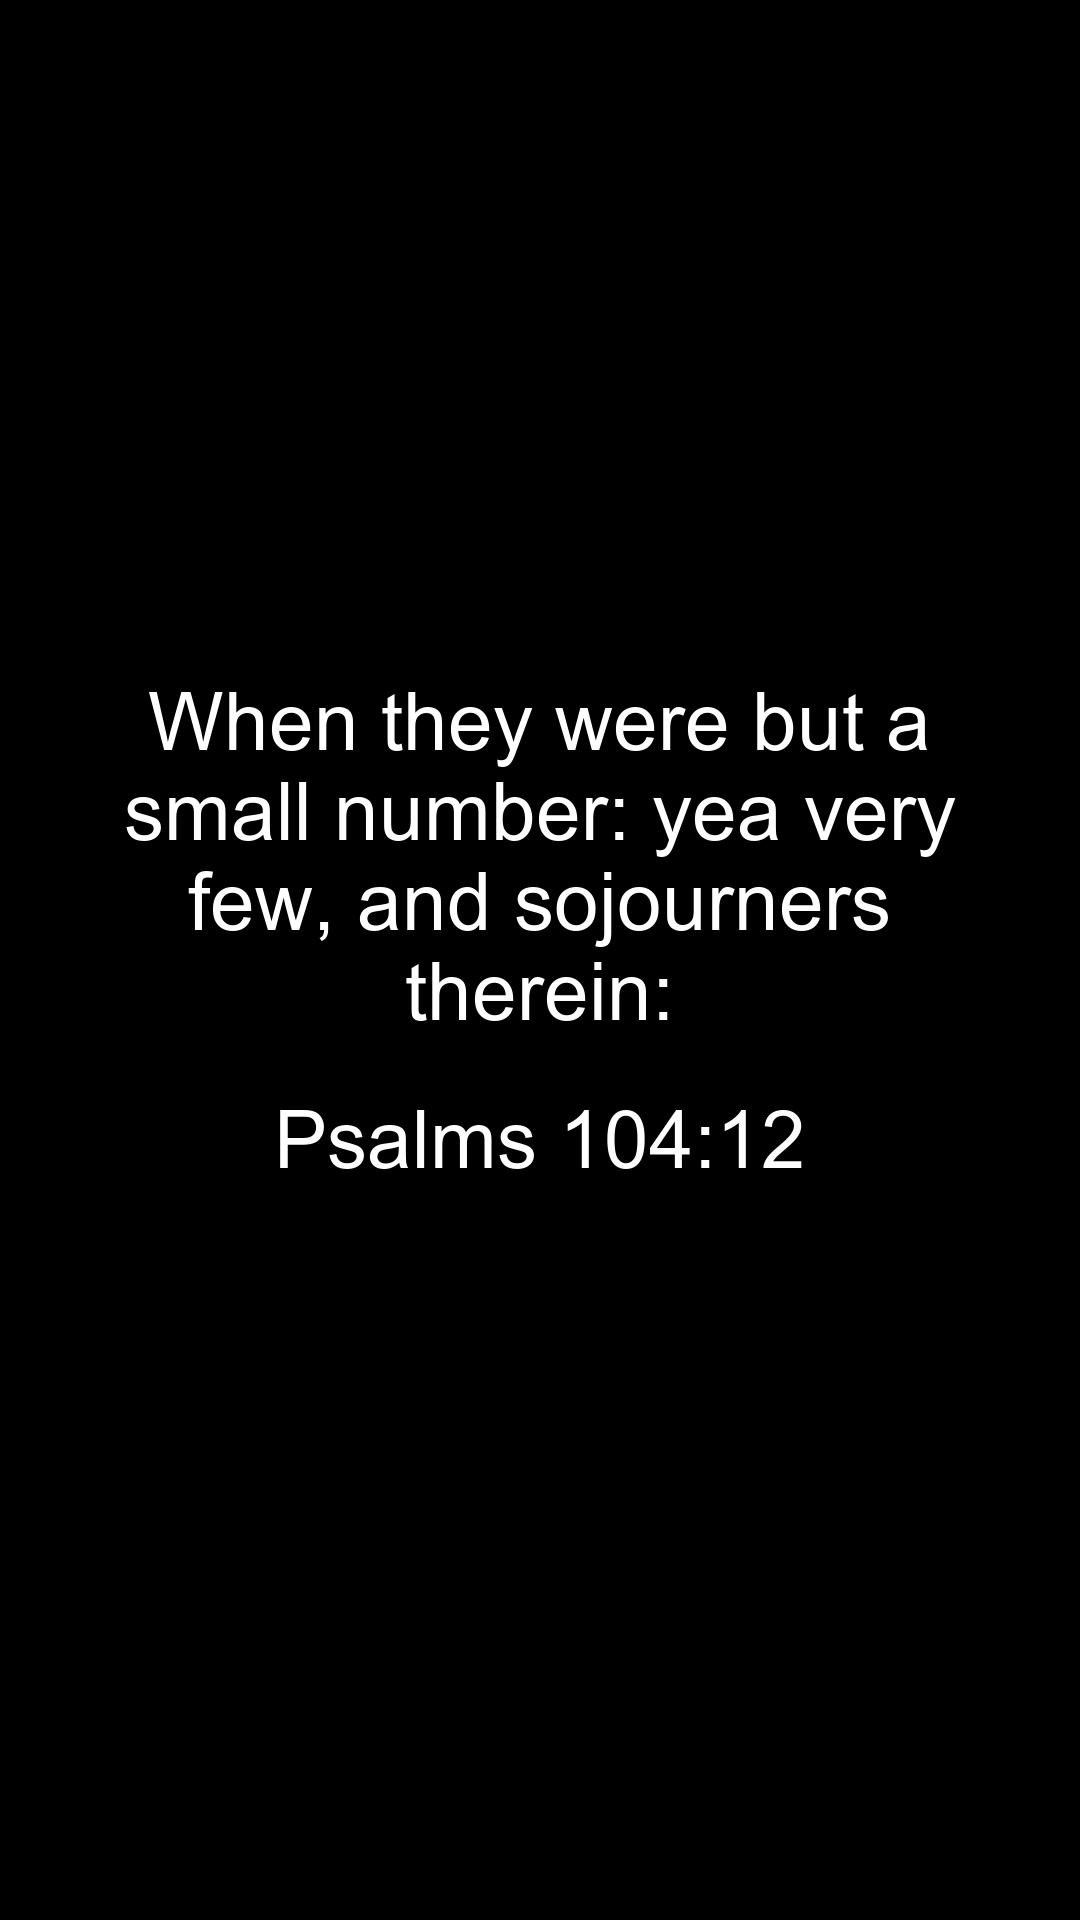 When they were but a
small number: yea very
few, and sojourners
therein:
Psalms 104:12